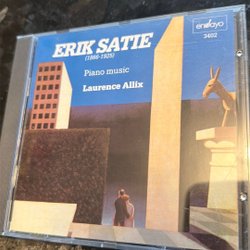 ERIK SATIE
(1866-1925)
Piano music
Laurence Allix
ensayo
3402